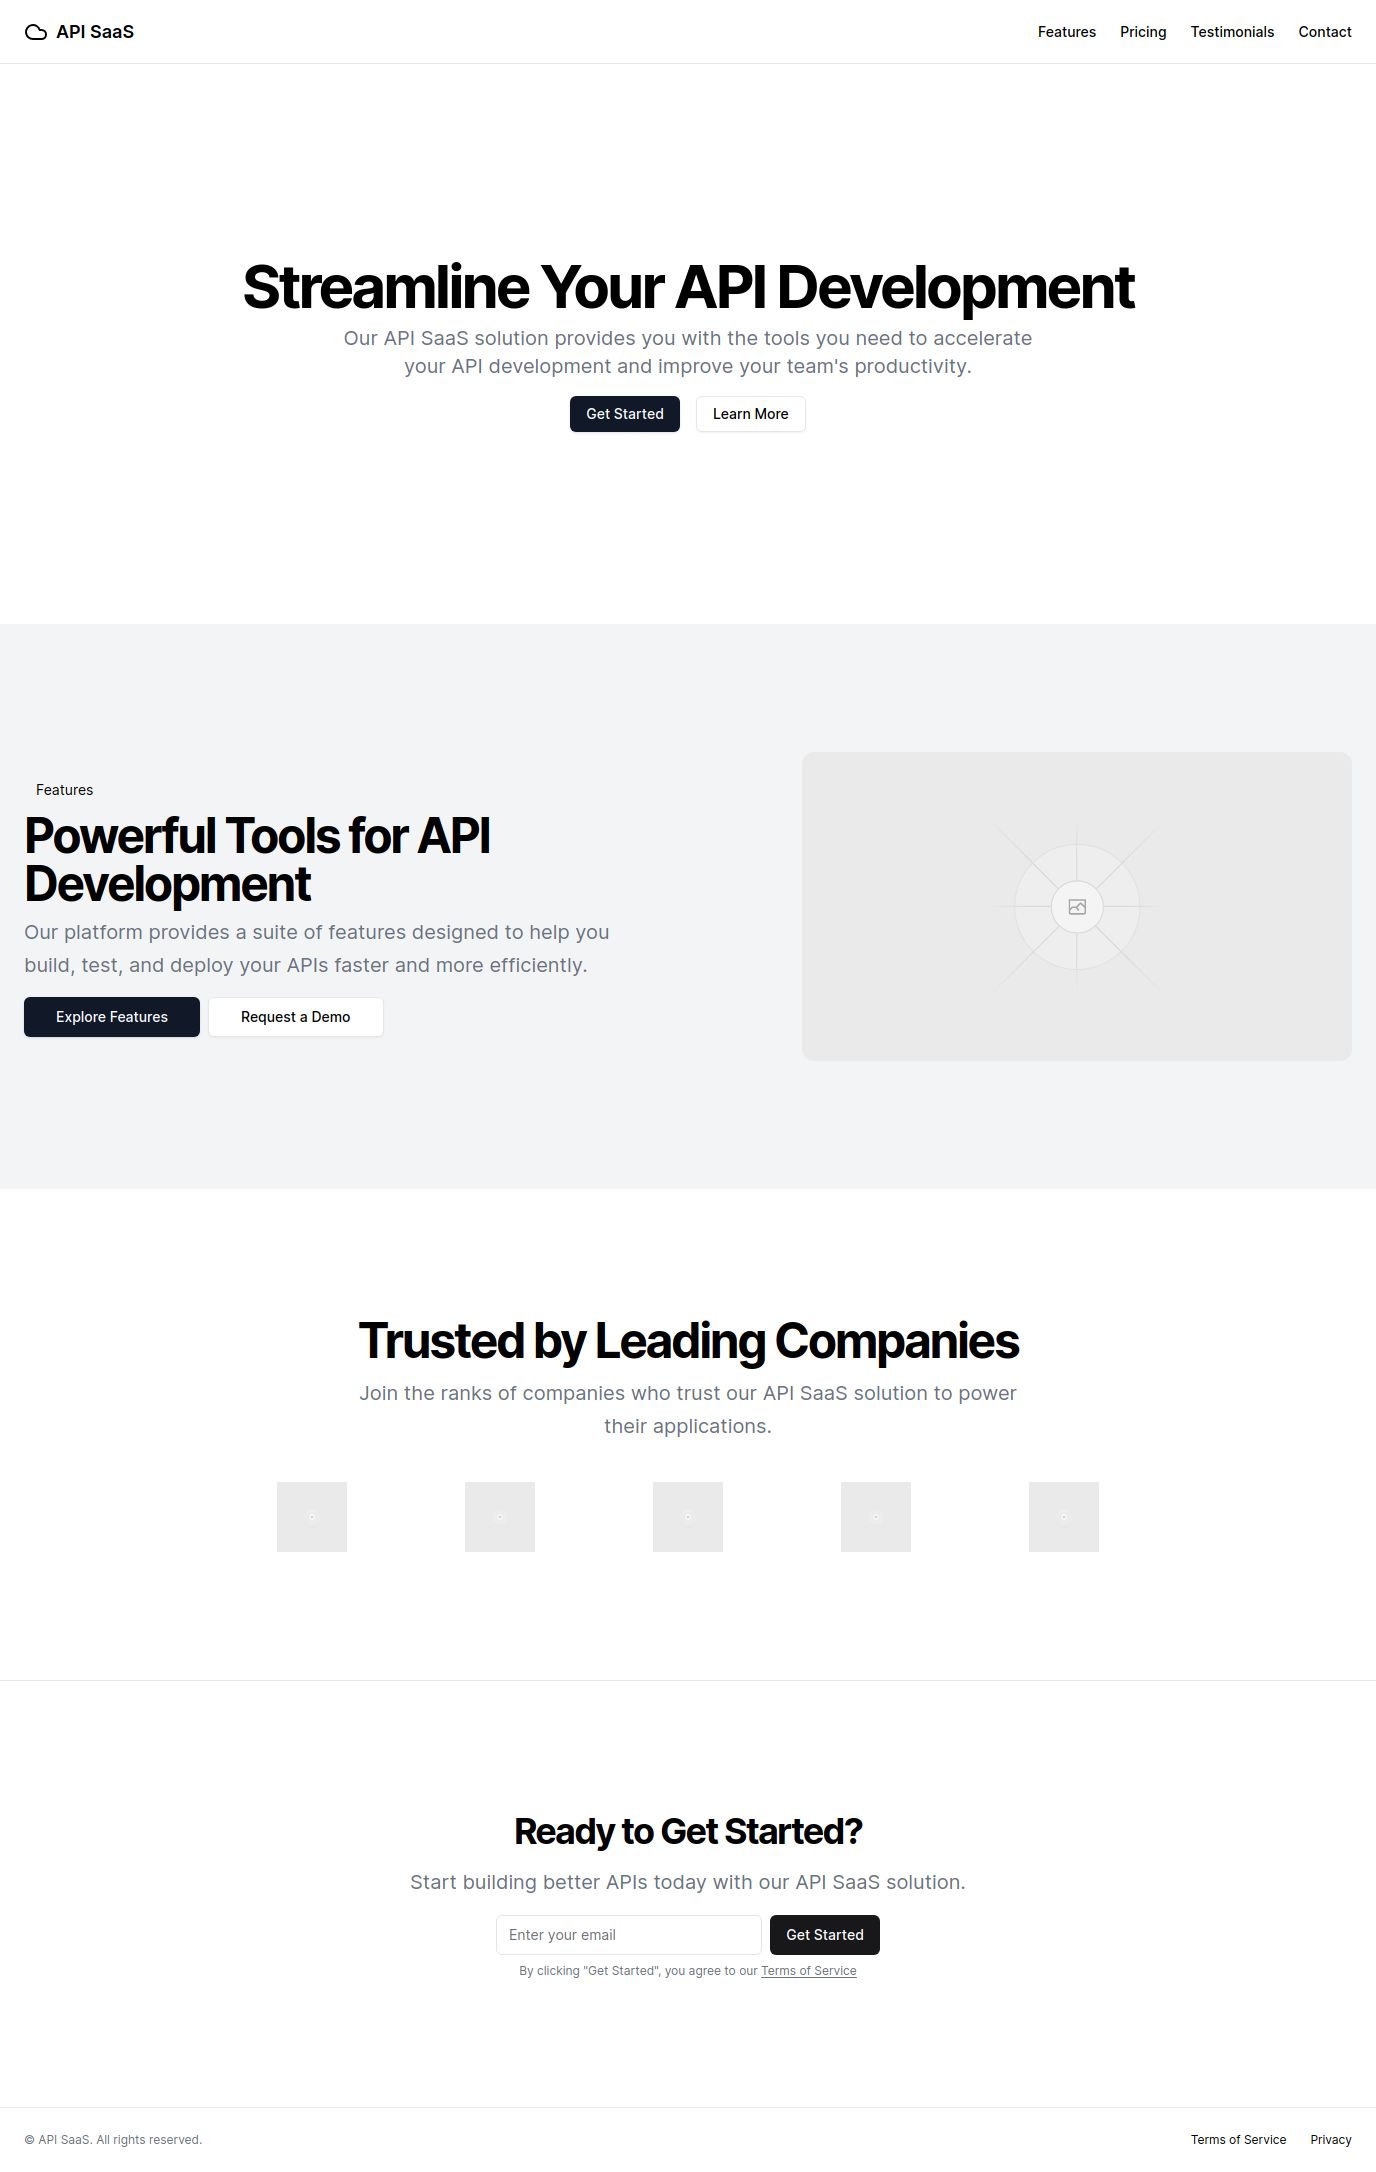 API SaaS
Features
Pricing
Testimonials
Contact
Streamline Your API Development
Our API SaaS solution provides you with the tools you need to accelerate
your API development and improve your team's productivity.
Get Started
Learn More
Features
Powerful Tools for API
Development
Our platform provides a suite of features designed to help you
build, test, and deploy your APIs faster and more efficiently.
Explore Features
Request a Demo
Trusted by Leading Companies
Join the ranks of companies who trust our API SaaS solution to power
their applications.
Ready to Get Started?
Start building better APIs today with our API SaaS solution.
Enter your email
Get Started
By clicking "Get Started", you agree to our Terms of Service
© API SaaS. All rights reserved.
Terms of Service
Privacy